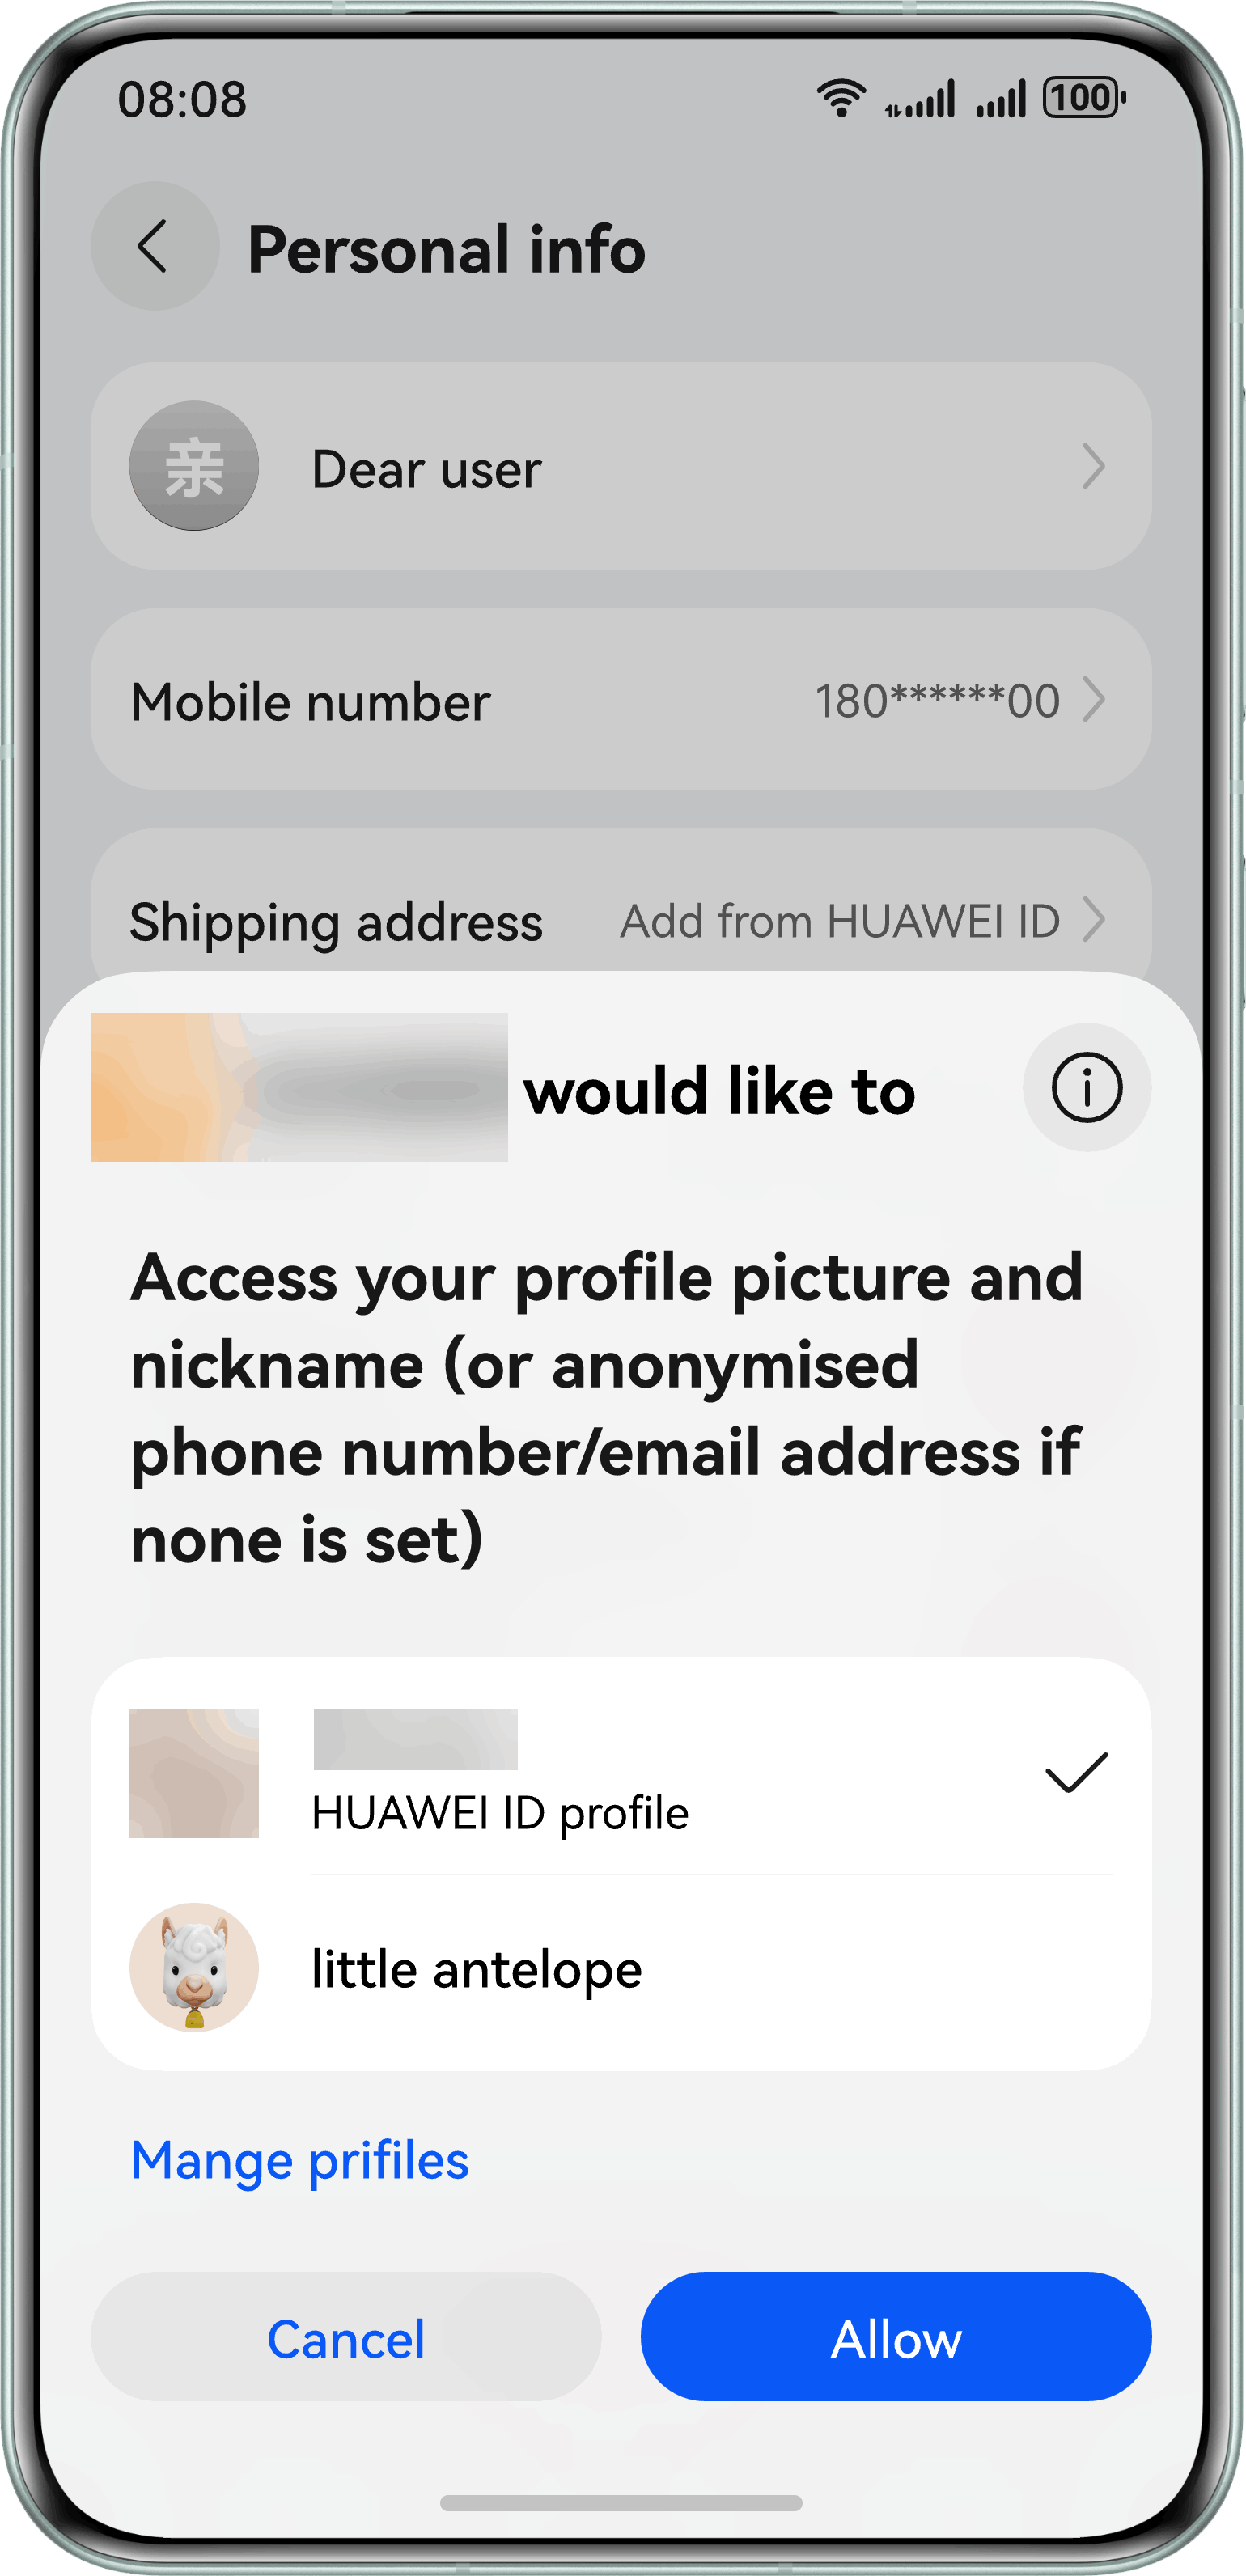 08:08
100
Personal info
亲
Dear user
Mobile number 180******00
Shipping address Add from HUAWEI ID
would like to
Access your profile picture and
nickname (or anonymised
phone number/email address if
none is set)
HUAWEI ID profile
little antelope
Mange prifiles
Cancel Allow